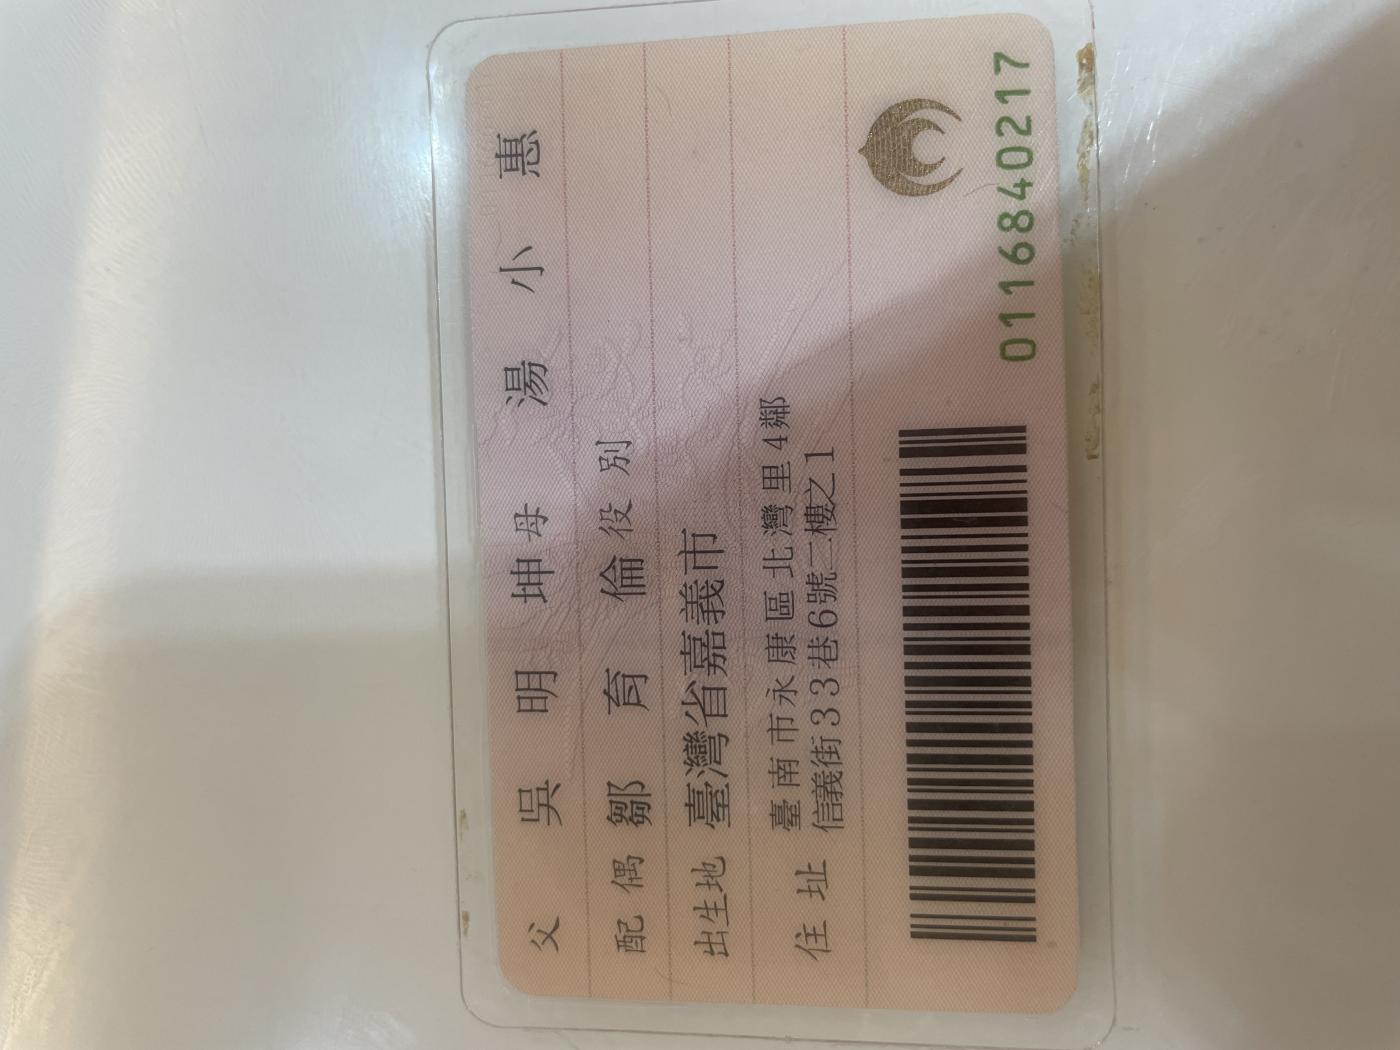 父 吳明坤 母 湯小惠
配偶 鄒育倫 役別
出生地 臺灣省嘉義市
住址 臺南市永康區北灣里4鄰
信義街33巷6號二樓之1
0116840217